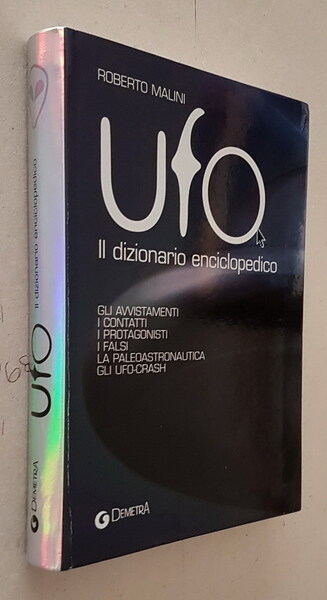 ROBERTO MALINI
UFO
Il dizionario enciclopedico
GLI AVVISTAMENTI
I CONTATTI
I PROTAGONISTI
I FALSI
LA PALEOASTRONAUTICA
GLI UFO-CRASH
DEMETRA
UFO Il dizionario enciclopedico
DEMETRA